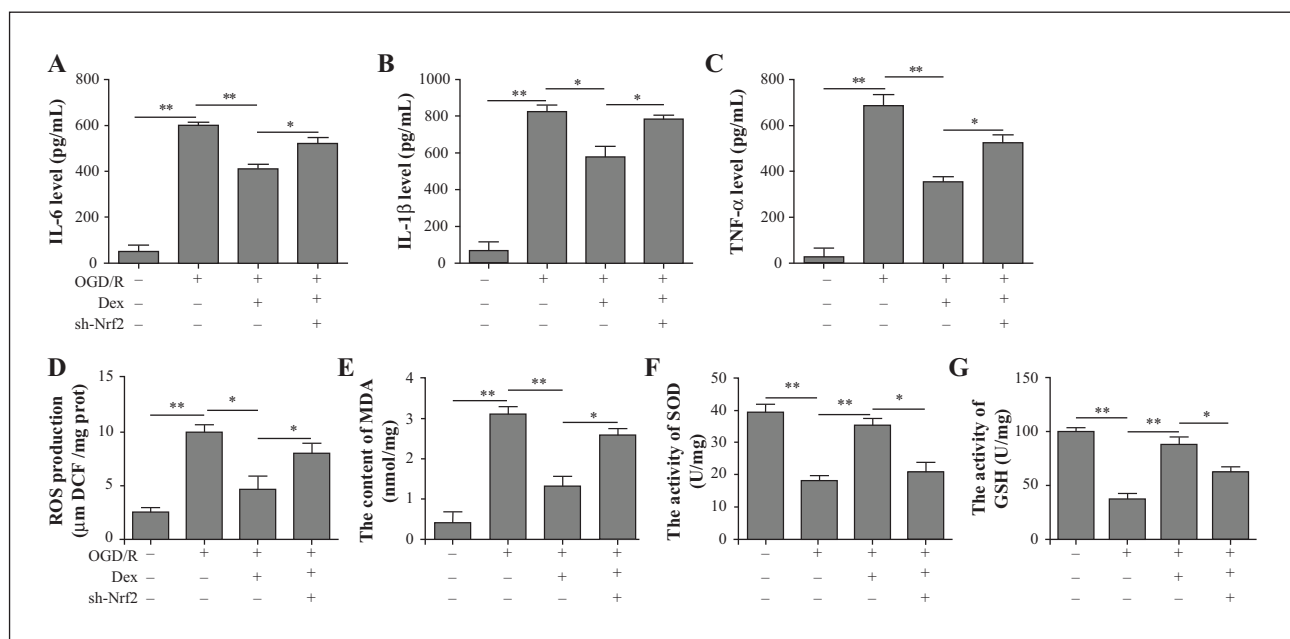 A
B
C
IL-6 level (pg/mL)
800
600
400
200
0
** ** *
IL-1β level (pg/mL)
1000
800
600
400
200
0
** * *
TNF-α level (pg/mL)
800
600
400
200
0
** ** *
OGD/R – + + + – + + + – + + +
Dex – – + + – – + + – – + +
sh-Nrf2 – – – + – – – + – – – +
D
E
F
G
ROS production
(μm DCF /mg prot)
15
10
5
0
** * *
The content of MDA
(nmol/mg)
4
3
2
1
0
** ** *
The activity of SOD
(U/mg)
50
40
30
20
10
0
** ** *
The activity of
GSH (U/mg)
150
100
50
0
** ** *
OGD/R – + + + – + + + – + + + – + + +
Dex – – + + – – + + – – + + – – + +
sh-Nrf2 – – – + – – – + – – – + – – – +